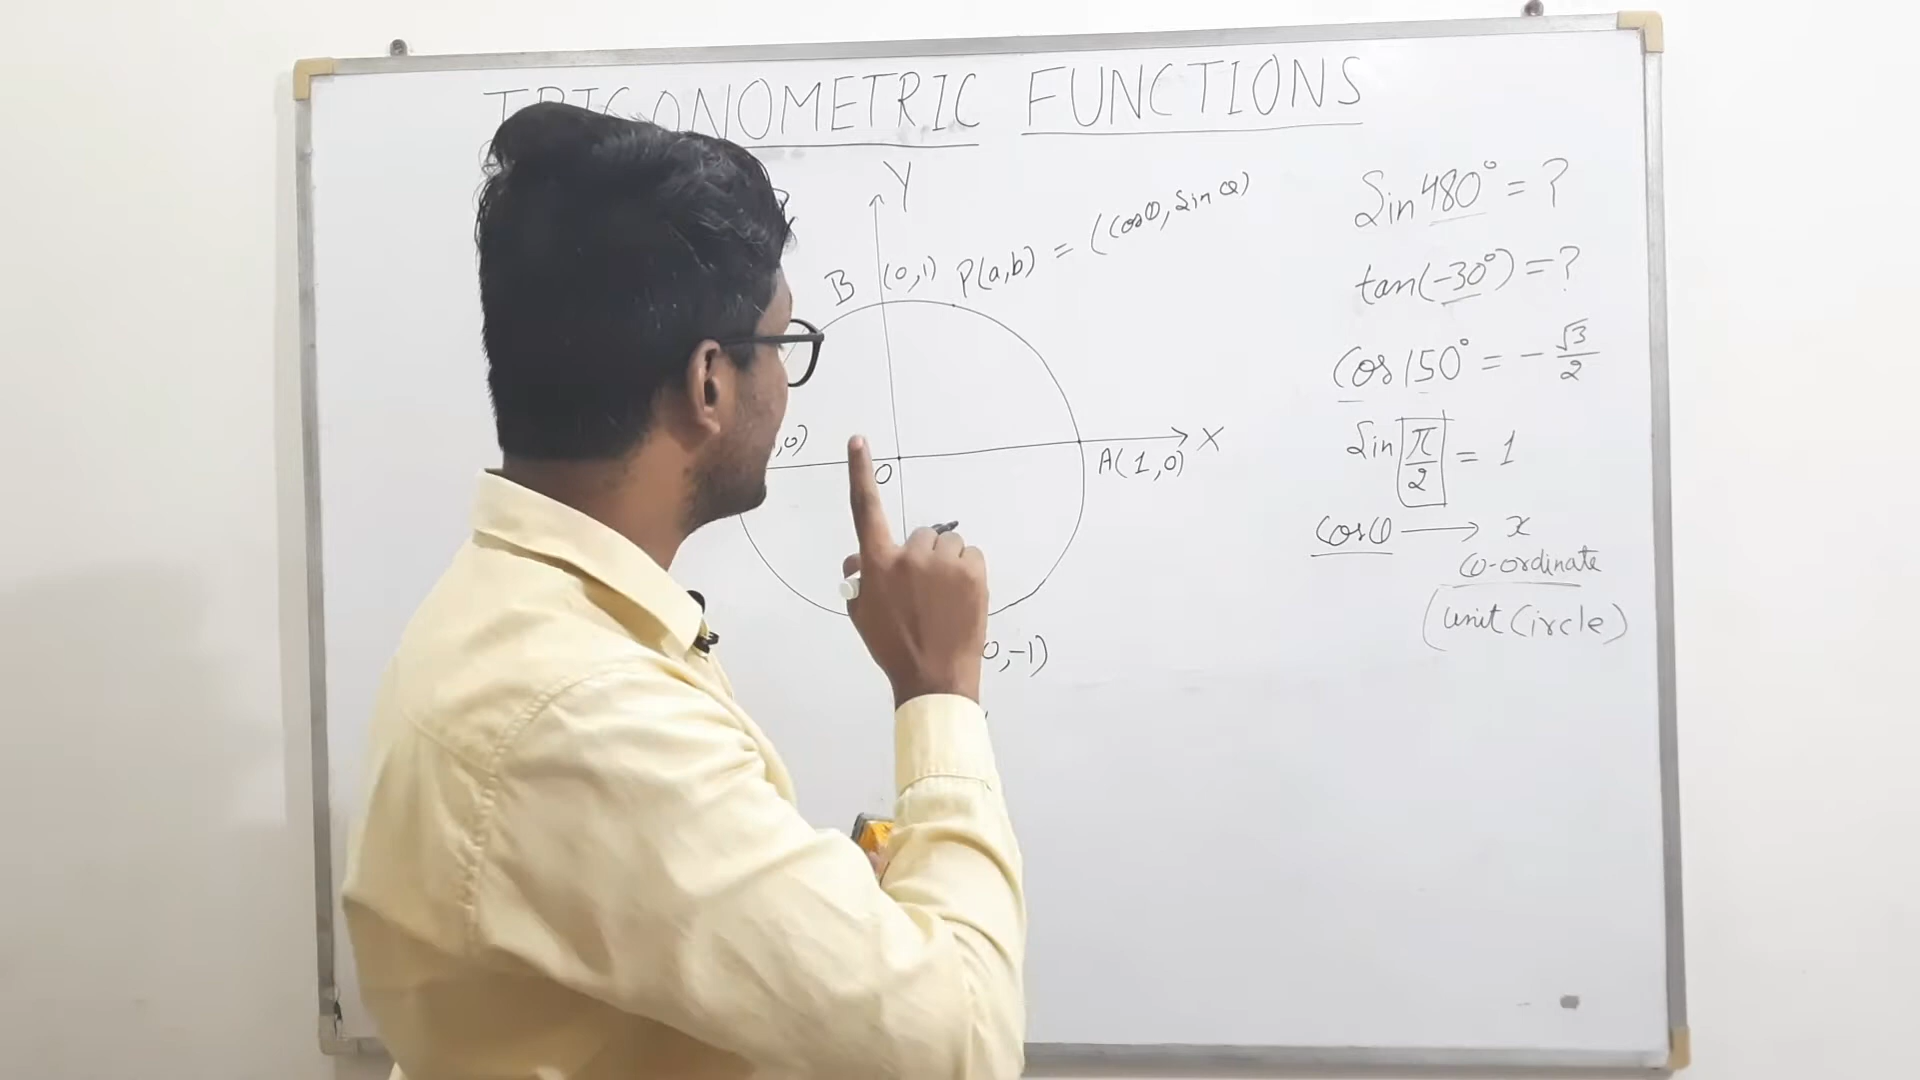 TRIGONOMETRIC FUNCTIONS
Y
B (0,1) P(a,b) = (cosθ, sinθ)
,0)
O
X
A(1,0)
0,-1)
Sin 480° = ?
tan(-30°) = ?
Cos 150° = -√3/2
Sin π/2 = 1
Cosθ → x
Co-ordinate
(Unit Circle)